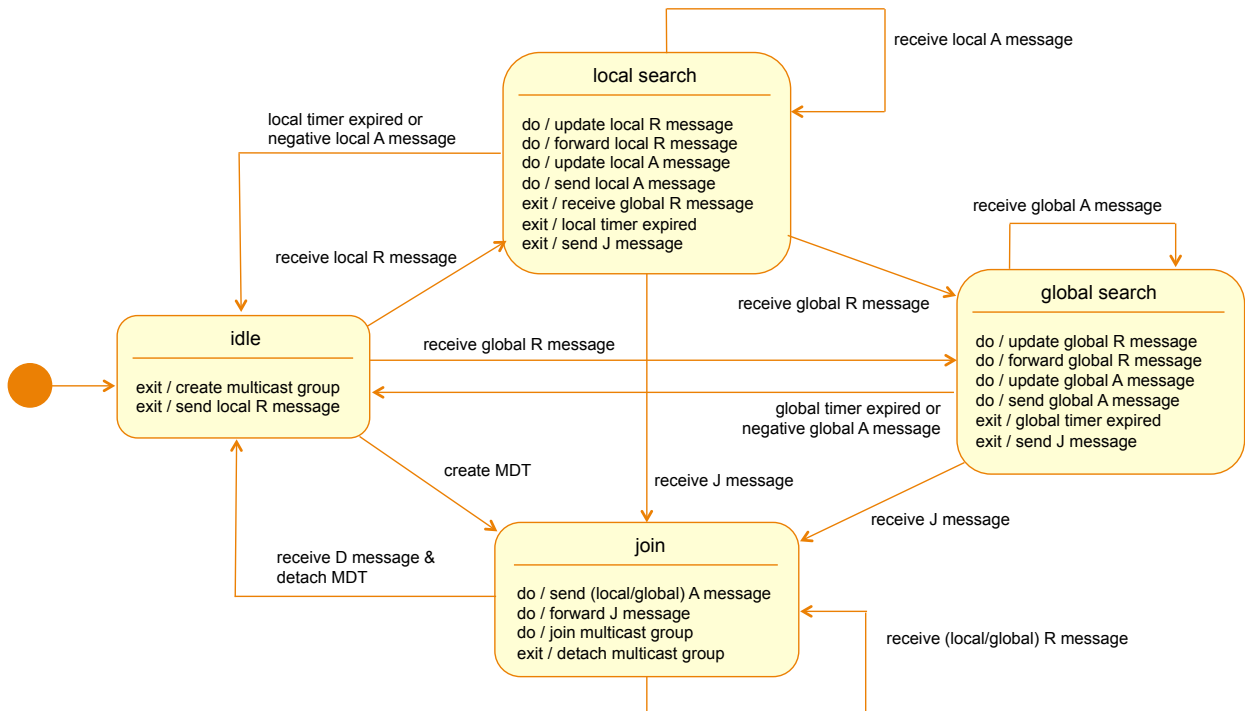 receive local A message
local search
do / update local R message
do / forward local R message
do / update local A message
do / send local A message
exit / receive global R message
exit / local timer expired
exit / send J message
local timer expired or
negative local A message
receive global A message
receive local R message
receive global R message
global search
do / update global R message
do / forward global R message
do / update global A message
do / send global A message
exit / global timer expired
exit / send J message
idle
exit / create multicast group
exit / send local R message
receive global R message
global timer expired or
negative global A message
create MDT
receive J message
receive J message
join
do / send (local/global) A message
do / forward J message
do / join multicast group
exit / detach multicast group
receive D message &
detach MDT
receive (local/global) R message